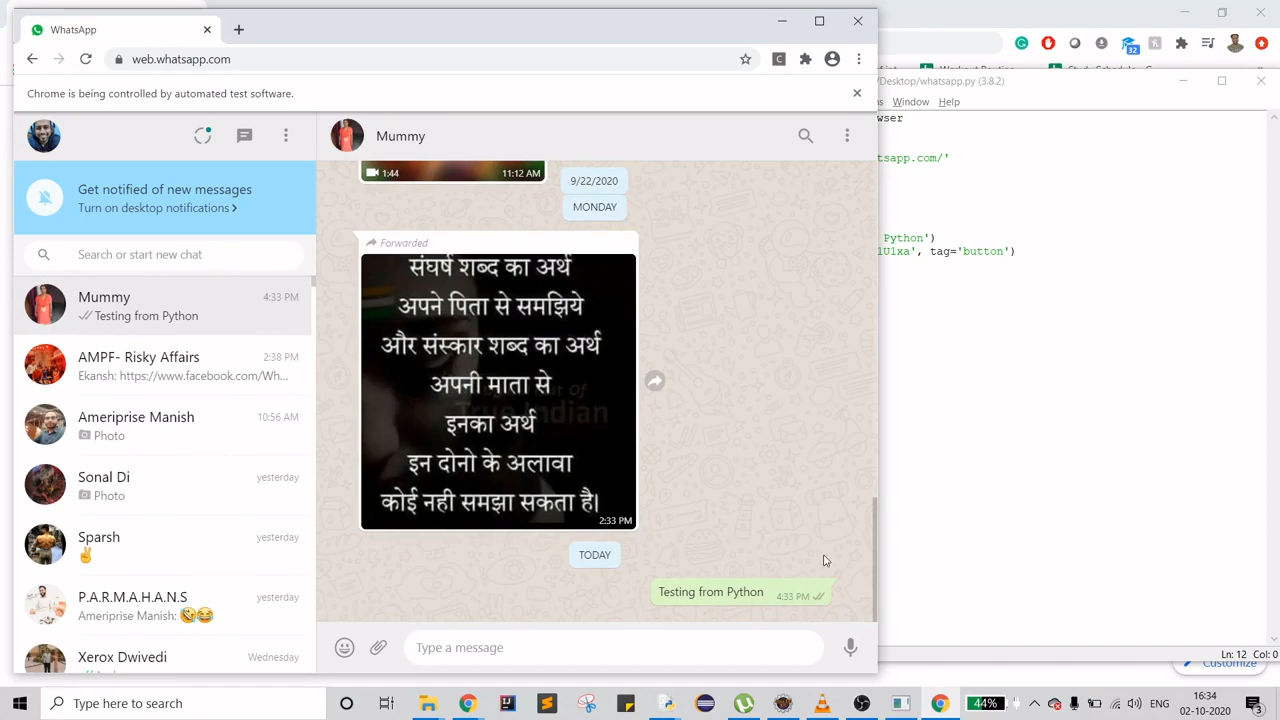 WhatsApp
web.whatsapp.com
C
32
Chrome is being controlled by automated test software.
/Desktop/whatsapp.py (3.8.2)
Window Help
Mummy
Get notified of new messages
Turn on desktop notifications
Search or start new chat
Mummy
4:33 PM
Testing from Python
AMPF- Risky Affairs
2:38 PM
Ekansh: https://www.facebook.com/Wh...
Ameriprise Manish
10:56 AM
Photo
Sonal Di
yesterday
Photo
Sparsh
yesterday
P.A.R.M.A.H.A.N.S
yesterday
Ameriprise Manish: 🤣😂
Xerox Dwivedi
Wednesday
1:44
11:12 AM
9/22/2020
MONDAY
Forwarded
संघर्ष शब्द का अर्थ
अपने पिता से समझिये
और संस्कार शब्द का अर्थ
अपनी माता से
इनका अर्थ
इन दोनो के अलावा
कोई नही समझा सकता है।
2:33 PM
TODAY
Testing from Python
4:33 PM
Type a message
tsapp.com/'
Python')
, tag='button')
Ln: 12 Col: 0
Customize
Type here to search
44%
ENG
16:34
02-10-2020
3